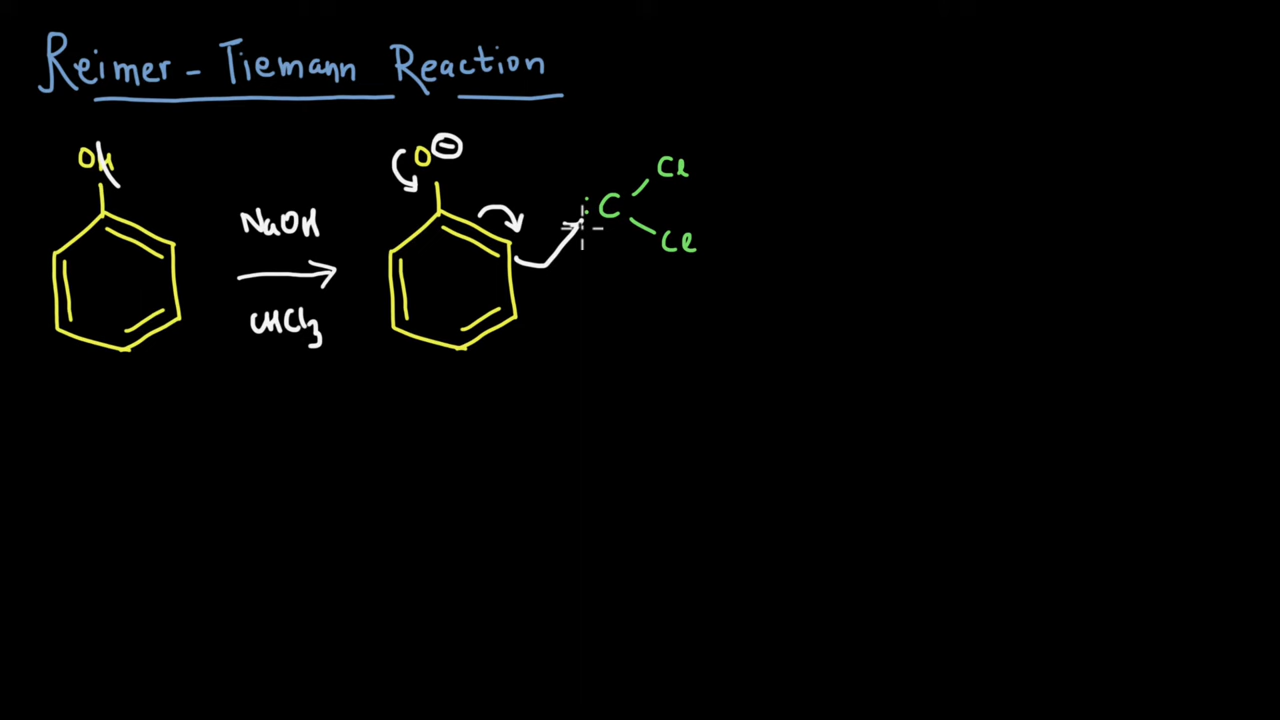 Reimer - Tiemann Reaction
OH
O⊖
:C
Cl
Cl
NaOH
CHCl3